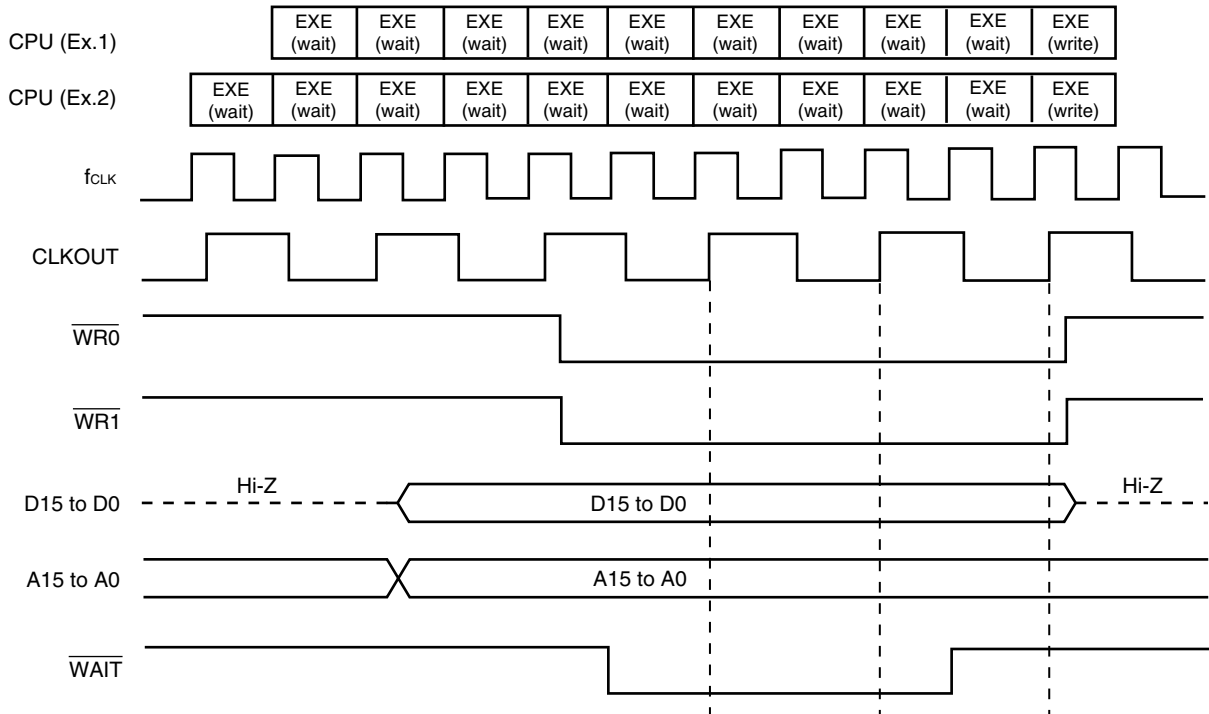 CPU (Ex.1) EXE (wait) EXE (wait) EXE (wait) EXE (wait) EXE (wait) EXE (wait) EXE (wait) EXE (wait) EXE (wait) EXE (write)
CPU (Ex.2) EXE (wait) EXE (wait) EXE (wait) EXE (wait) EXE (wait) EXE (wait) EXE (wait) EXE (wait) EXE (wait) EXE (wait) EXE (write)
fCLK
CLKOUT
WR0
WR1
D15 to D0 Hi-Z D15 to D0 Hi-Z
A15 to A0 A15 to A0
WAIT